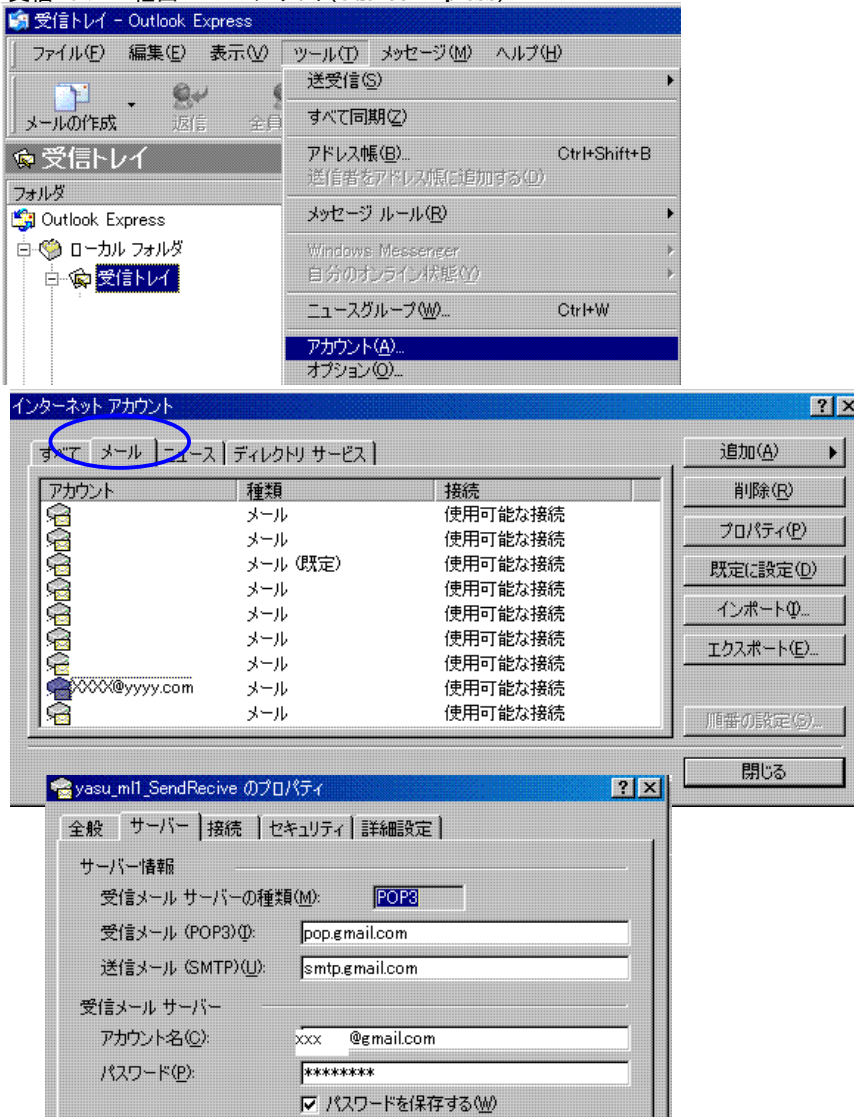 受信トレイ - Outlook Express
ファイル(F) 編集(E) 表示(V) ツール(T) メッセージ(M) ヘルプ(H)
メールの作成 返信 全員
受信トレイ
フォルダ
Outlook Express
ローカル フォルダ
受信トレイ
送受信(S)
すべて同期(Z)
アドレス帳(B)... Ctrl+Shift+B
送信者をアドレス帳に追加する(D)
メッセージ ルール(R)
Windows Messenger
自分のオンライン状態(Y)
ニュースグループ(W)... Ctrl+W
アカウント(A)...
オプション(O)...
インターネット アカウント
すべて メール ニュース ディレクトリ サービス
アカウント 種類 接続
メール 使用可能な接続
メール 使用可能な接続
メール (既定) 使用可能な接続
メール 使用可能な接続
メール 使用可能な接続
メール 使用可能な接続
メール 使用可能な接続
XXXX@yyyy.com メール 使用可能な接続
メール 使用可能な接続
追加(A)
削除(R)
プロパティ(P)
既定に設定(D)
インポート(I)...
エクスポート(E)...
順番の設定(S)...
閉じる
yasu_ml1_SendRecive のプロパティ
全般 サーバー 接続 セキュリティ 詳細設定
サーバー情報
受信メール サーバーの種類(M): POP3
受信メール (POP3)(I): pop.gmail.com
送信メール (SMTP)(U): smtp.gmail.com
受信メール サーバー
アカウント名(C): xxx @gmail.com
パスワード(P): ********
パスワードを保存する(W)